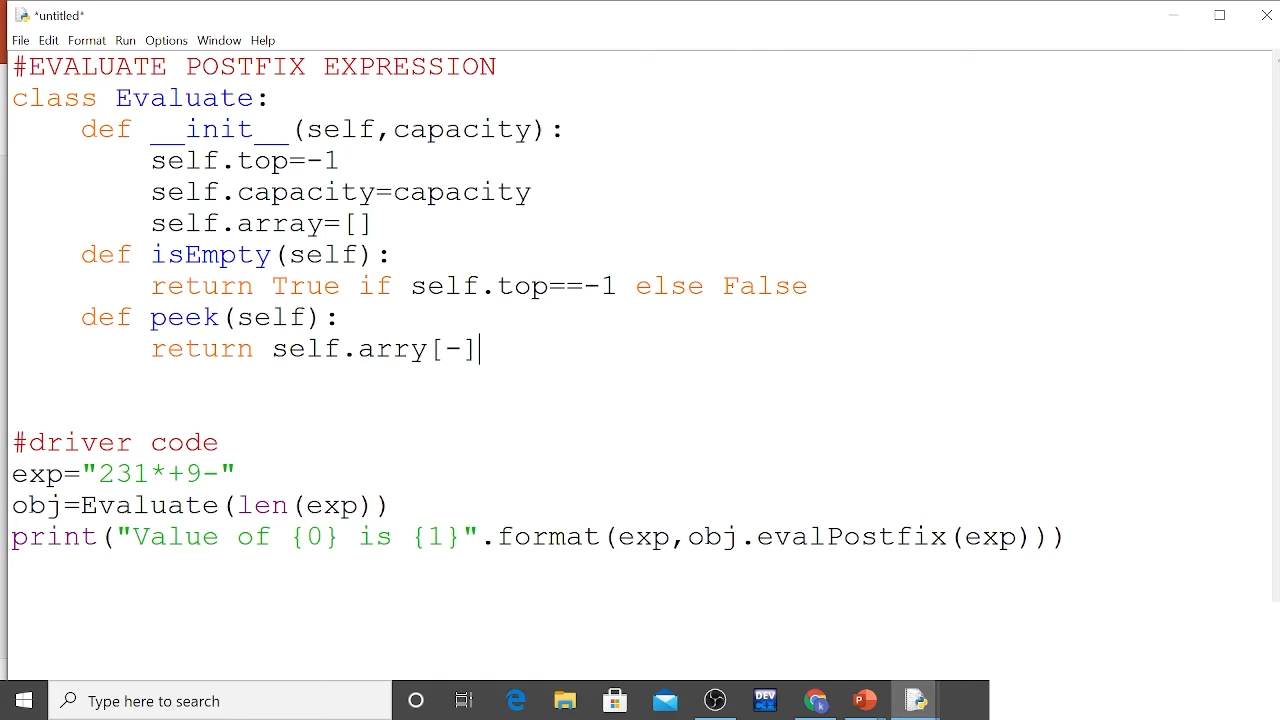 *untitled*
File Edit Format Run Options Window Help
#EVALUATE POSTFIX EXPRESSION
class Evaluate:
    def __init__(self,capacity):
        self.top=-1
        self.capacity=capacity
        self.array=[]
    def isEmpty(self):
        return True if self.top==-1 else False
    def peek(self):
        return self.arry[-]
#driver code
exp="231*+9-"
obj=Evaluate(len(exp))
print("Value of {0} is {1}".format(exp,obj.evalPostfix(exp)))
Type here to search
DEV